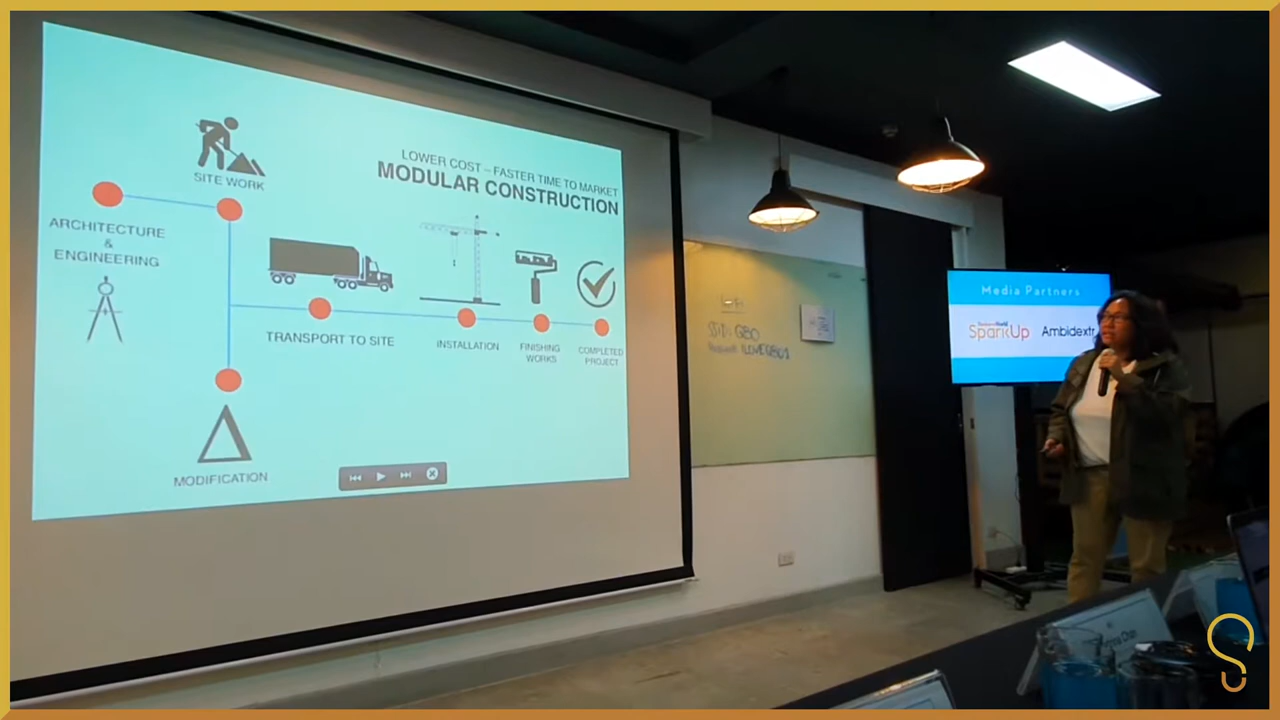 LOWER COST – FASTER TIME TO MARKET
MODULAR CONSTRUCTION
SITE WORK
ARCHITECTURE
&
ENGINEERING
TRANSPORT TO SITE
INSTALLATION
FINISHING
WORKS
COMPLETED
PROJECT
MODIFICATION
Media Partners
SparkUp
Ambidextr